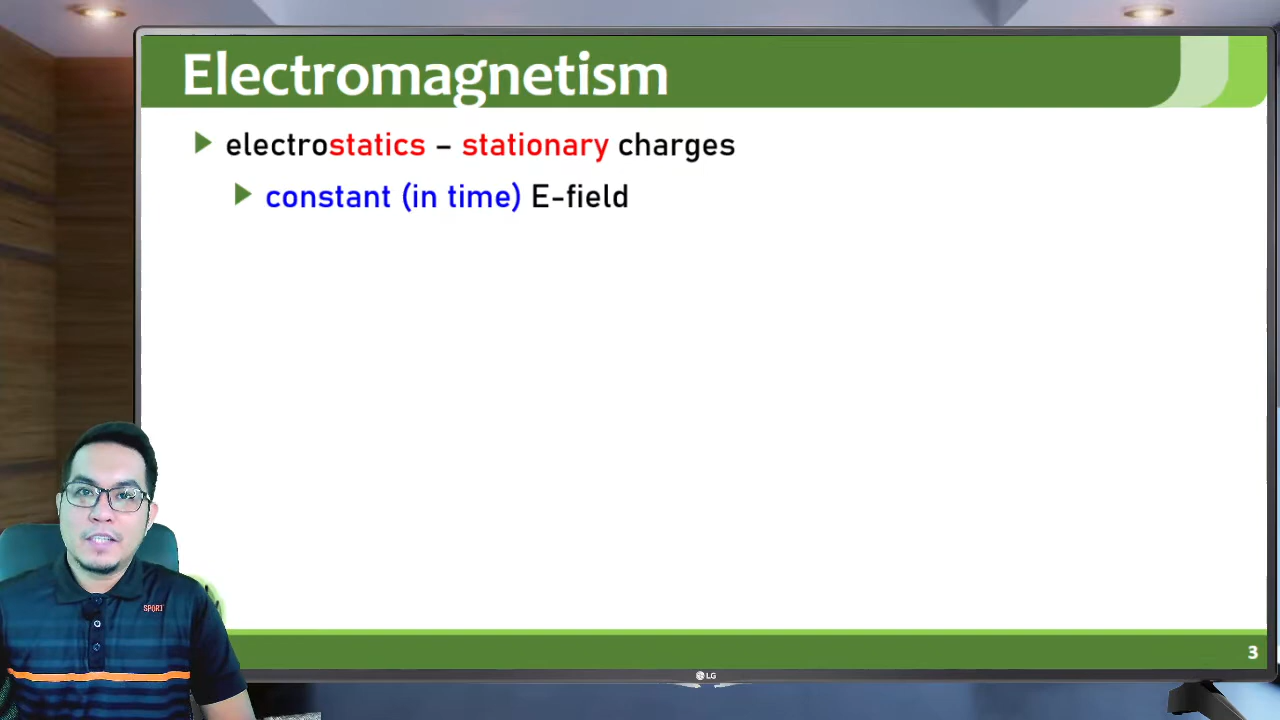 Electromagnetism
electrostatics – stationary charges
constant (in time) E-field
SPORT
3
LG